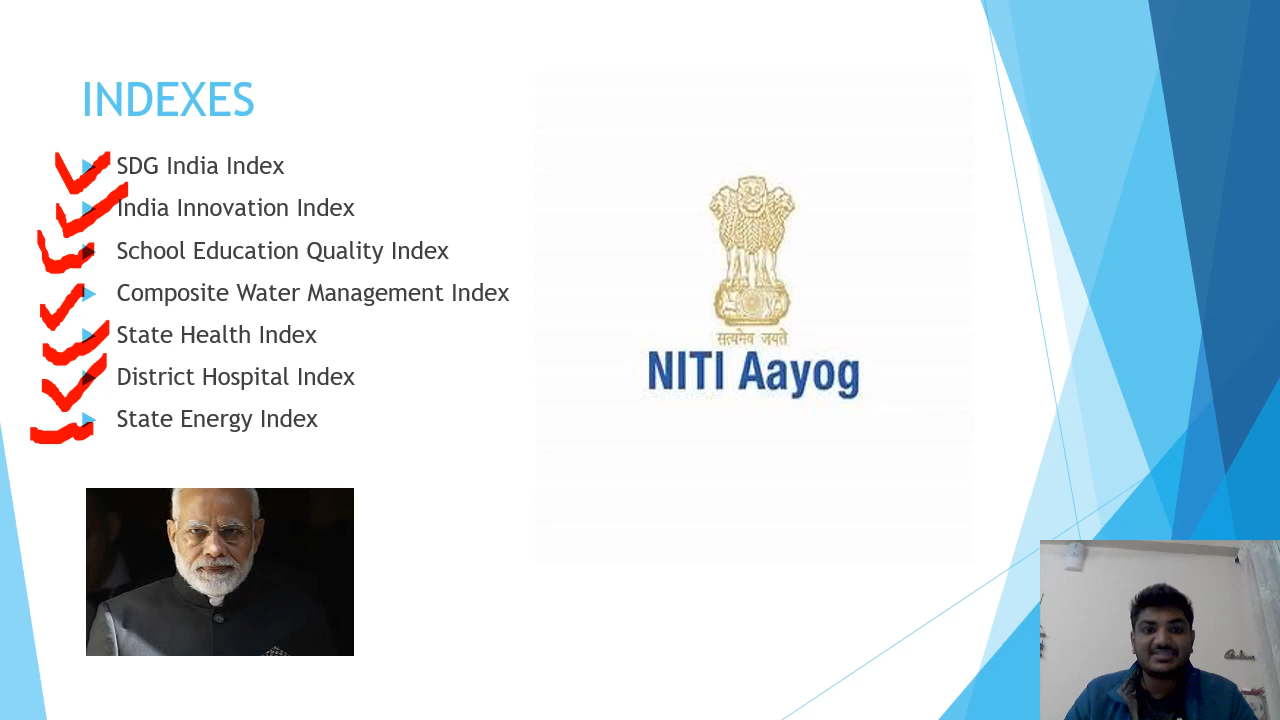 INDEXES
SDG India Index
India Innovation Index
School Education Quality Index
Composite Water Management Index
State Health Index
District Hospital Index
State Energy Index
सत्यमेव जयते
NITI Aayog